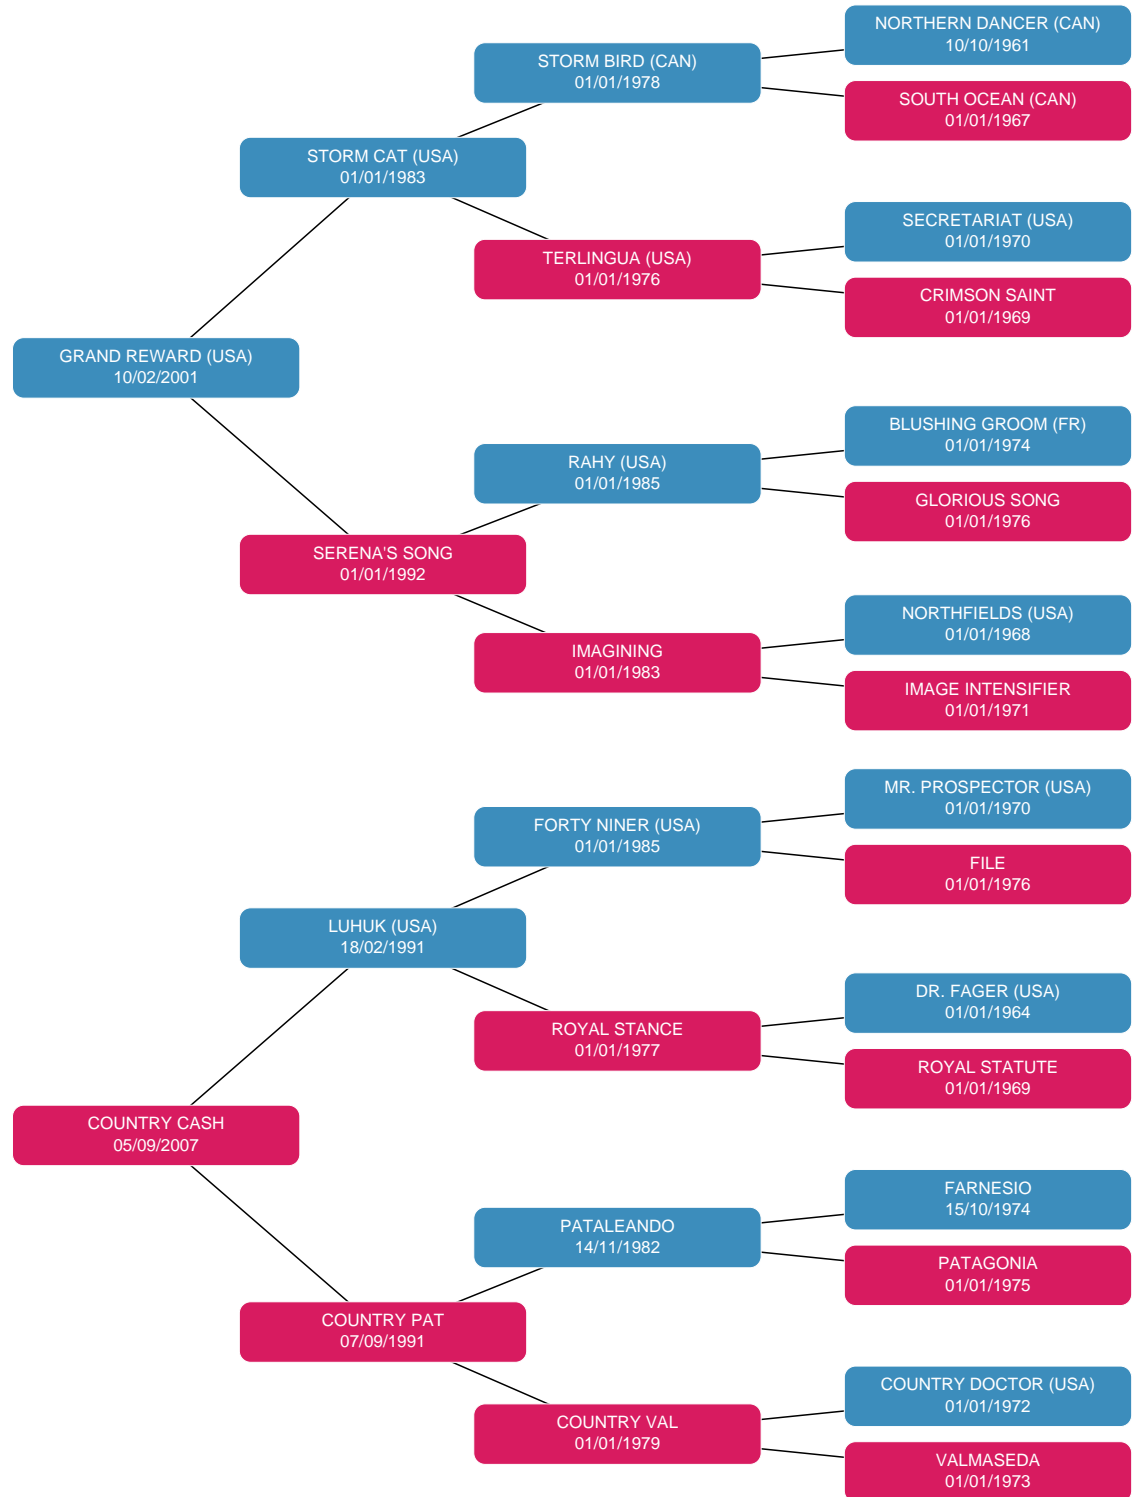 NORTHERN DANCER (CAN)
10/10/1961
STORM BIRD (CAN)
01/01/1978
SOUTH OCEAN (CAN)
01/01/1967
STORM CAT (USA)
01/01/1983
SECRETARIAT (USA)
01/01/1970
TERLINGUA (USA)
01/01/1976
CRIMSON SAINT
01/01/1969
GRAND REWARD (USA)
10/02/2001
BLUSHING GROOM (FR)
01/01/1974
RAHY (USA)
01/01/1985
GLORIOUS SONG
01/01/1976
SERENA'S SONG
01/01/1992
NORTHFIELDS (USA)
01/01/1968
IMAGINING
01/01/1983
IMAGE INTENSIFIER
01/01/1971
MR. PROSPECTOR (USA)
01/01/1970
FORTY NINER (USA)
01/01/1985
FILE
01/01/1976
LUHUK (USA)
18/02/1991
DR. FAGER (USA)
01/01/1964
ROYAL STANCE
01/01/1977
ROYAL STATUTE
01/01/1969
COUNTRY CASH
05/09/2007
FARNESIO
15/10/1974
PATALEANDO
14/11/1982
PATAGONIA
01/01/1975
COUNTRY PAT
07/09/1991
COUNTRY DOCTOR (USA)
01/01/1972
COUNTRY VAL
01/01/1979
VALMASEDA
01/01/1973